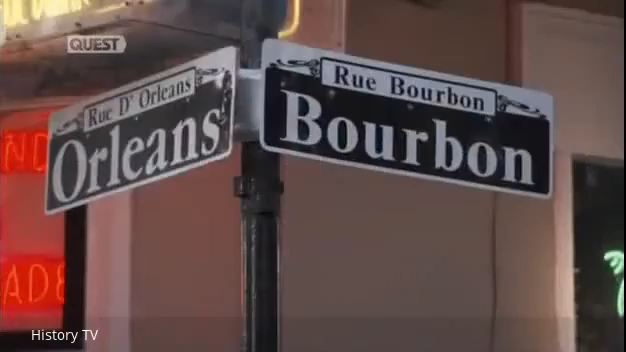 QUEST
Rue D' Orleans
Orleans
Rue Bourbon
Bourbon
History TV